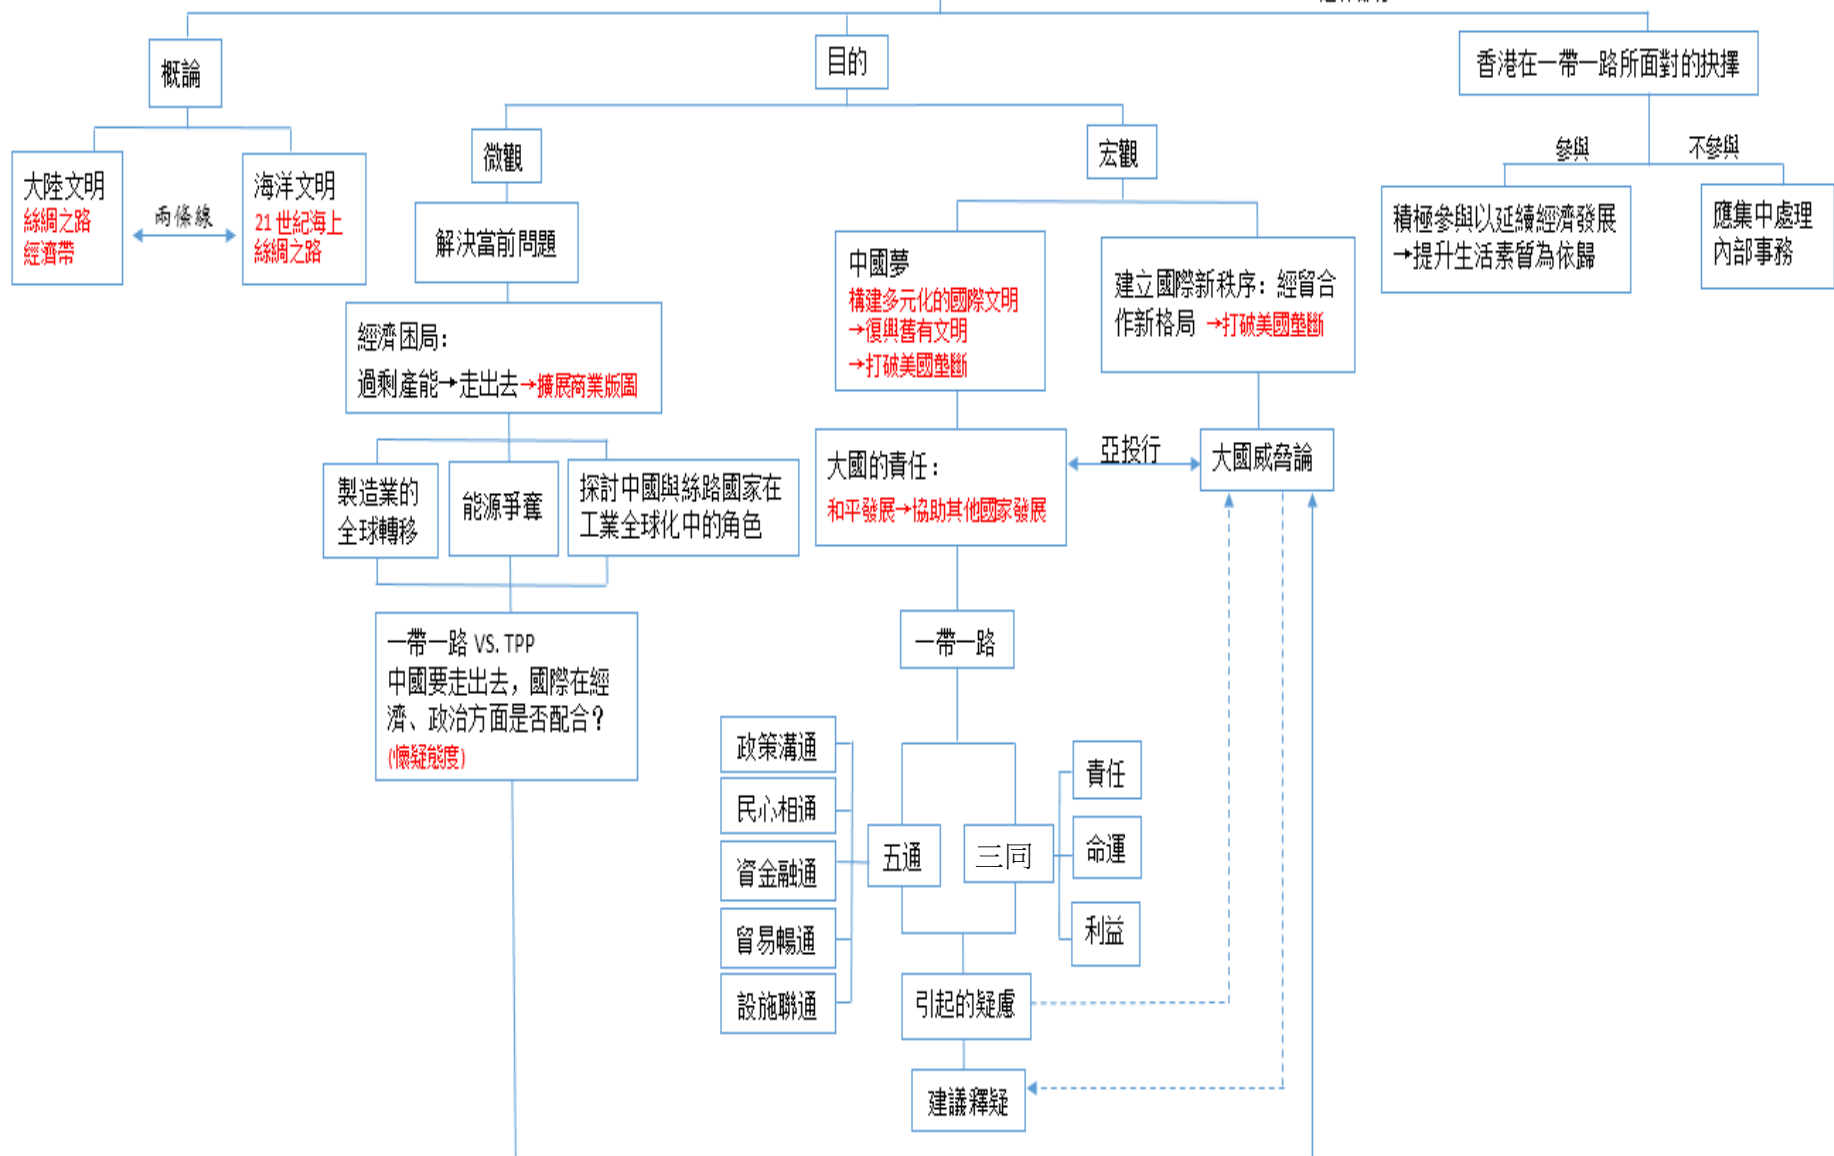 概論
目的
香港在一帶一路所面對的抉擇
大陸文明
絲綢之路
經濟帶
兩條線
海洋文明
21 世紀海上
絲綢之路
微觀
宏觀
參與
不參與
解決當前問題
積極參與以延續經濟發展
→提升生活素質為依歸
應集中處理
內部事務
中國夢
構建多元化的國際文明
→復興舊有文明
→打破美國壟斷
建立國際新秩序：經留合
作新格局 →打破美國壟斷
經濟困局：
過剩產能→走出去→擴展商業版圖
大國的責任：
和平發展→協助其他國家發展
亞投行
大國威脅論
製造業的
全球轉移
能源爭奪
探討中國與絲路國家在
工業全球化中的角色
一帶一路 VS. TPP
中國要走出去，國際在經
濟、政治方面是否配合？
(懷疑態度)
一帶一路
政策溝通
民心相通
資金融通
貿易暢通
設施聯通
五通
三同
責任
命運
利益
引起的疑慮
建議釋疑